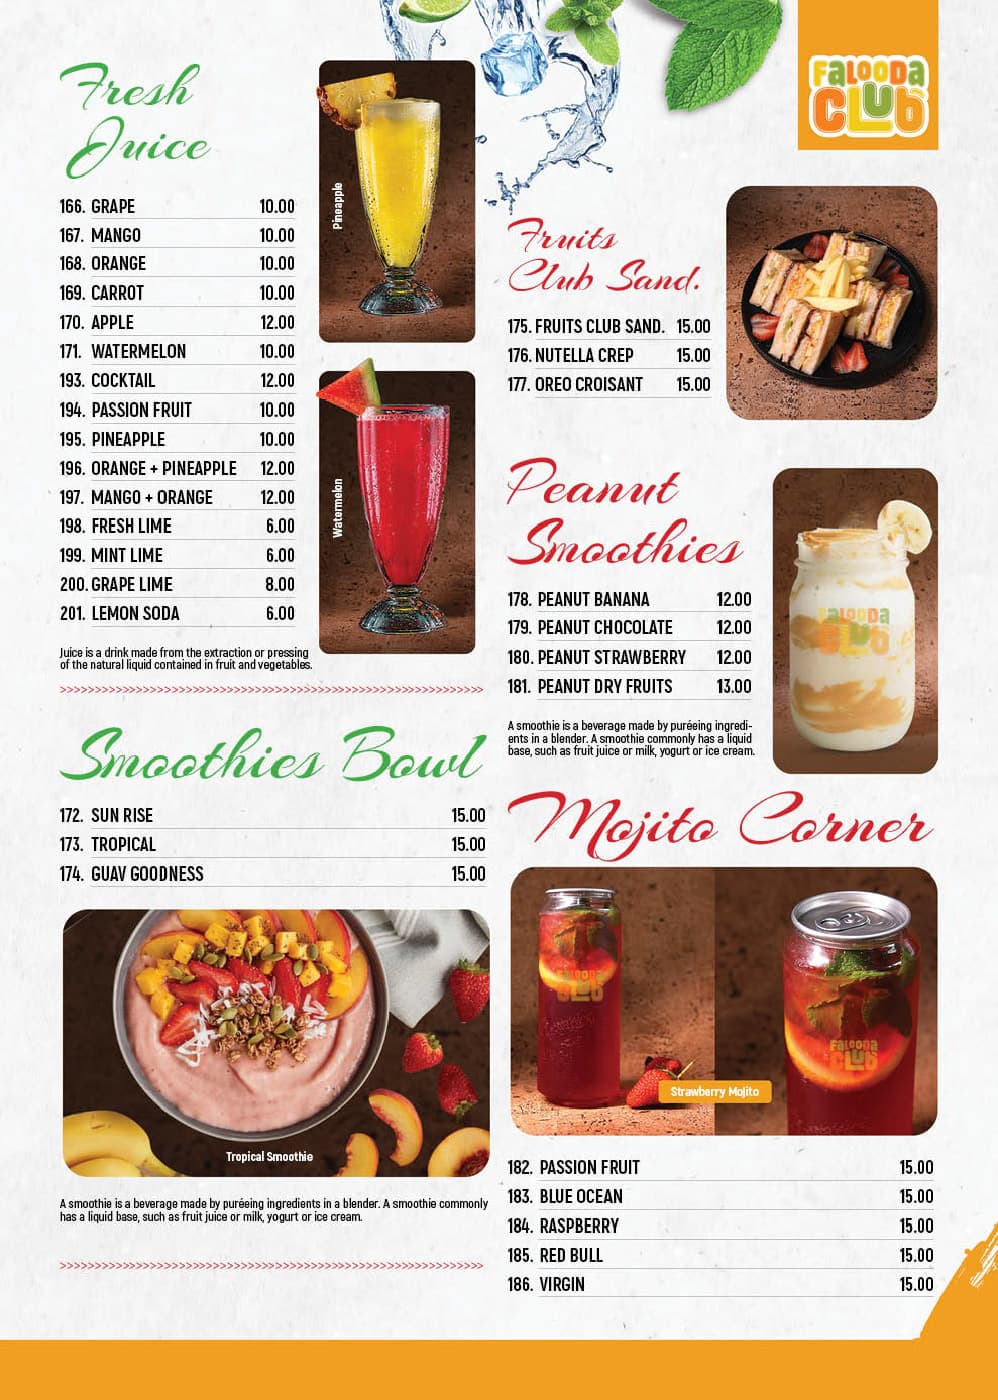 FALOODA
CLUB
Fresh
Juice
166. GRAPE 10.00
167. MANGO 10.00
168. ORANGE 10.00
169. CARROT 10.00
170. APPLE 12.00
171. WATERMELON 10.00
193. COCKTAIL 12.00
194. PASSION FRUIT 10.00
195. PINEAPPLE 10.00
196. ORANGE + PINEAPPLE 12.00
197. MANGO + ORANGE 12.00
198. FRESH LIME 6.00
199. MINT LIME 6.00
200. GRAPE LIME 8.00
201. LEMON SODA 6.00
Juice is a drink made from the extraction or pressing
of the natural liquid contained in fruit and vegetables.
Pineapple
Watermelon
Smoothies Bowl
172. SUN RISE 15.00
173. TROPICAL 15.00
174. GUAV GOODNESS 15.00
Tropical Smoothie
A smoothie is a beverage made by puréeing ingredients in a blender. A smoothie commonly
has a liquid base, such as fruit juice or milk, yogurt or ice cream.
Fruits
Club Sand.
175. FRUITS CLUB SAND. 15.00
176. NUTELLA CREP 15.00
177. OREO CROISANT 15.00
Peanut
Smoothies
178. PEANUT BANANA 12.00
179. PEANUT CHOCOLATE 12.00
180. PEANUT STRAWBERRY 12.00
181. PEANUT DRY FRUITS 13.00
A smoothie is a beverage made by puréeing ingredi-
ents in a blender. A smoothie commonly has a liquid
base, such as fruit juice or milk, yogurt or ice cream.
FALOODA
CLUB
Mojito Corner
FALOODA
CLUB
FALOODA
CLUB
Strawberry Mojito
182. PASSION FRUIT 15.00
183. BLUE OCEAN 15.00
184. RASPBERRY 15.00
185. RED BULL 15.00
186. VIRGIN 15.00